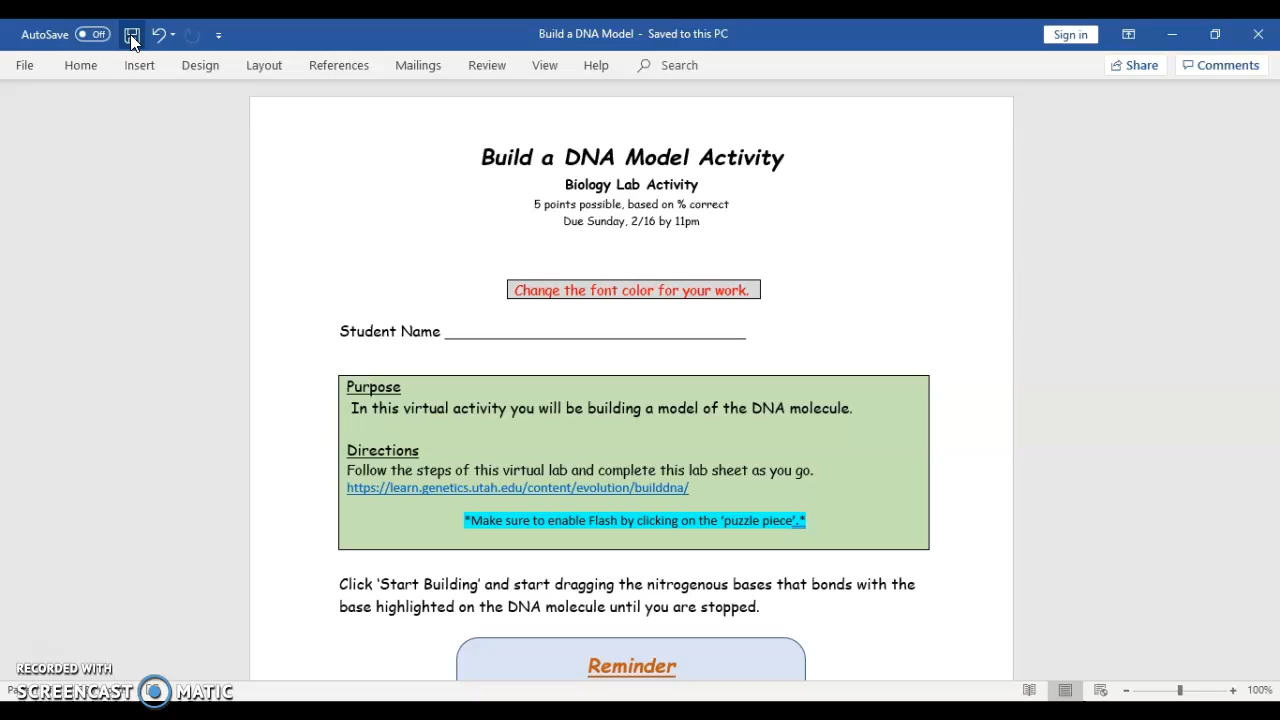 AutoSave Off Build a DNA Model - Saved to this PC Sign in
File Home Insert Design Layout References Mailings Review View Help Search Share Comments
Build a DNA Model Activity
Biology Lab Activity
5 points possible, based on % correct
Due Sunday, 2/16 by 11pm
Change the font color for your work.
Student Name ___________________________________
Purpose
In this virtual activity you will be building a model of the DNA molecule.
Directions
Follow the steps of this virtual lab and complete this lab sheet as you go.
https://learn.genetics.utah.edu/content/evolution/builddna/
*Make sure to enable Flash by clicking on the ‘puzzle piece’.*
Click ‘Start Building’ and start dragging the nitrogenous bases that bonds with the
base highlighted on the DNA molecule until you are stopped.
Reminder
RECORDED WITH
SCREENCAST MATIC
100%